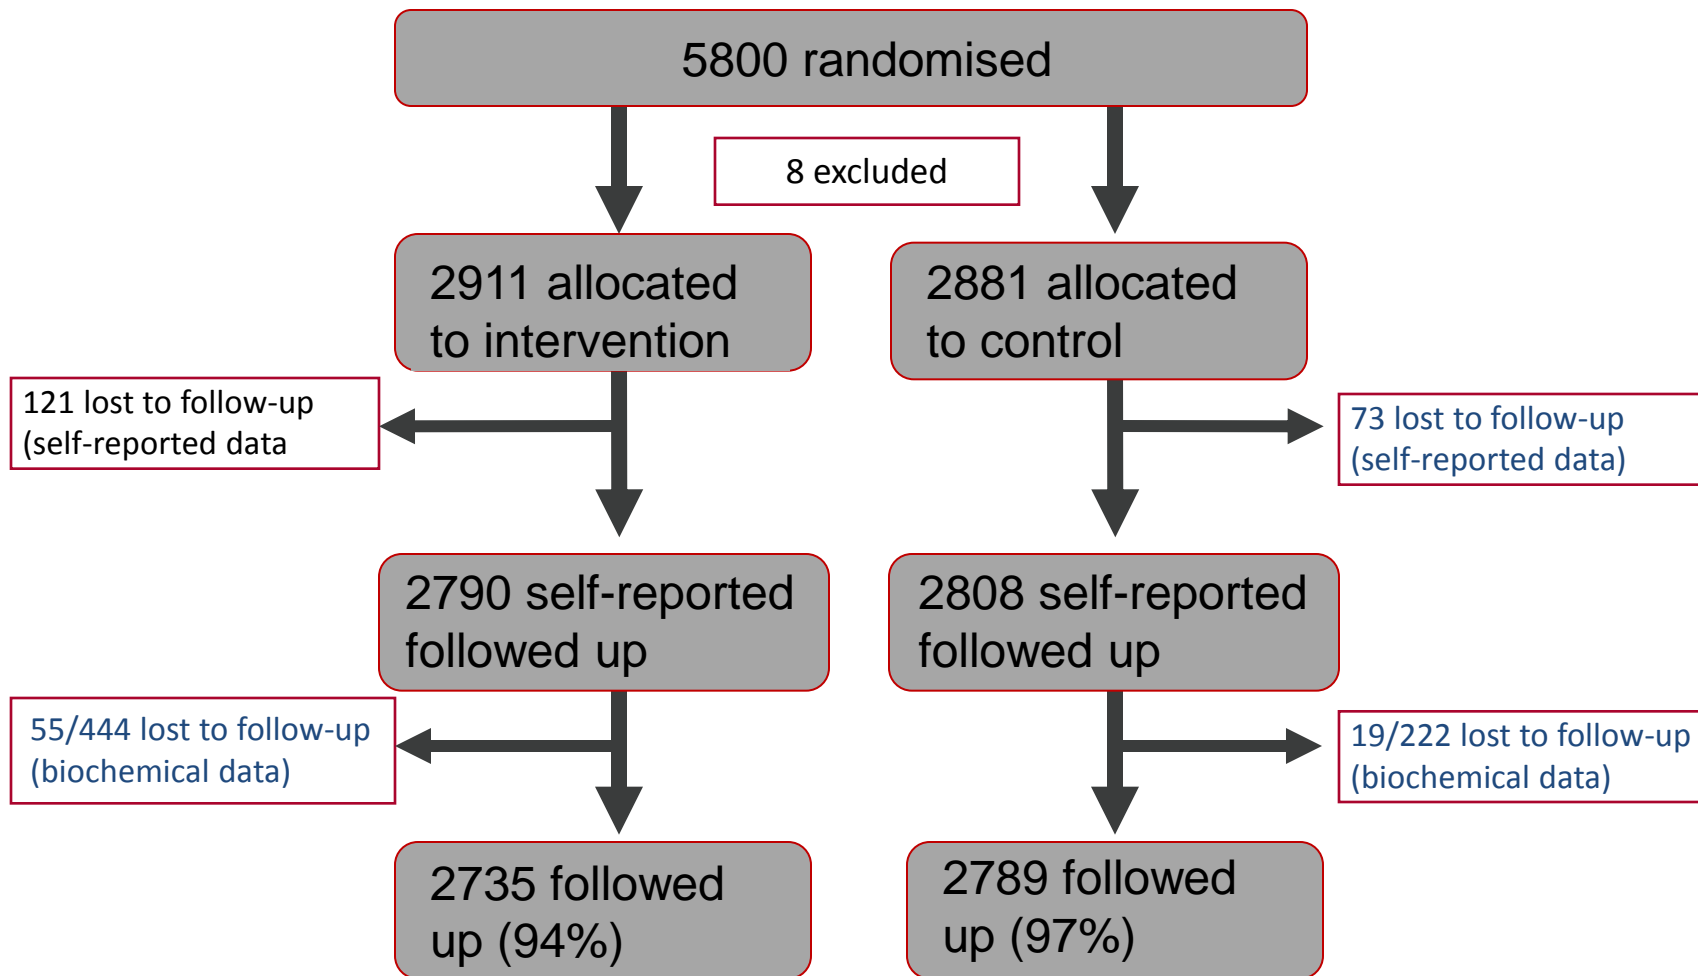 5800 randomised
8 excluded
2911 allocated
to intervention
2881 allocated
to control
121 lost to follow-up
(self-reported data
73 lost to follow-up
(self-reported data)
2790 self-reported
followed up
2808 self-reported
followed up
55/444 lost to follow-up
(biochemical data)
19/222 lost to follow-up
(biochemical data)
2735 followed
up (94%)
2789 followed
up (97%)